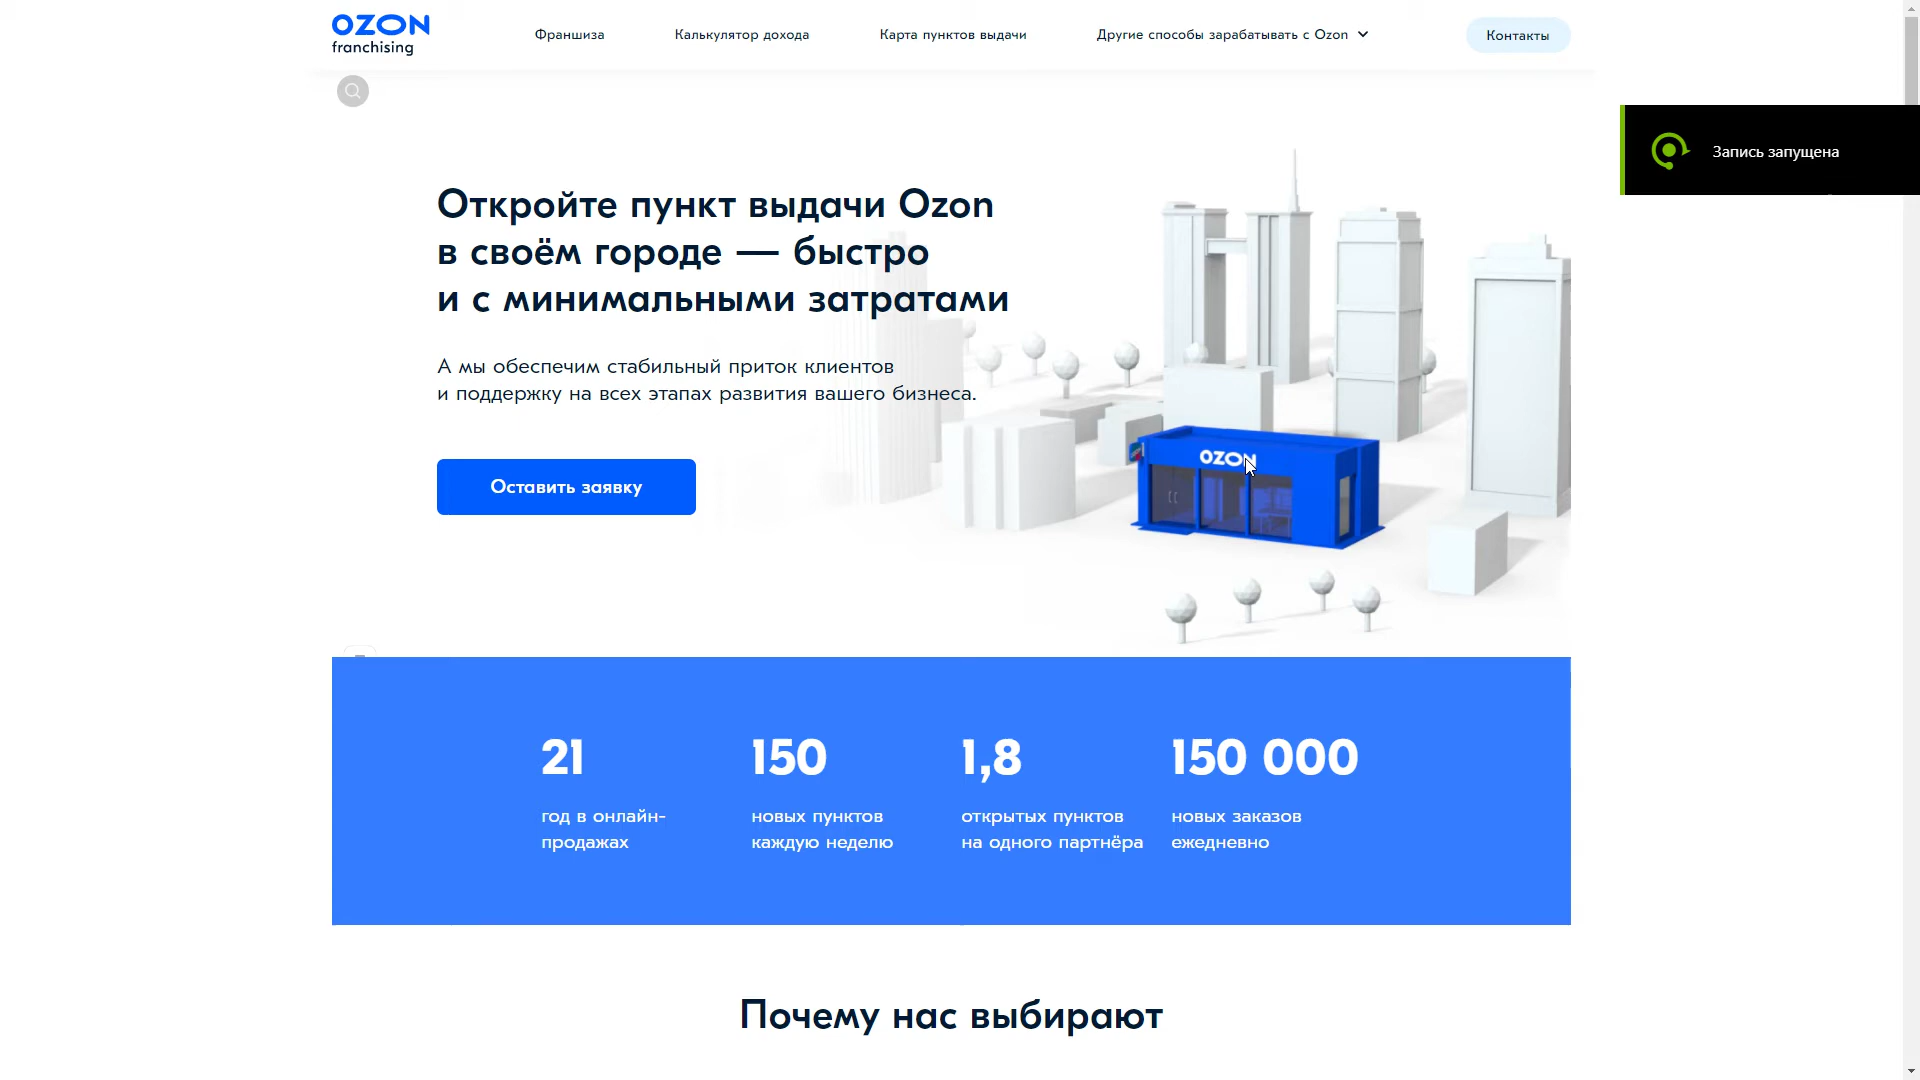 OZON
franchising
Франшиза
Калькулятор дохода
Карта пунктов выдачи
Другие способы зарабатывать с Ozon
Контакты
Запись запущена
Откройте пункт выдачи Ozon
в своём городе — быстро
и с минимальными затратами
А мы обеспечим стабильный приток клиентов
и поддержку на всех этапах развития вашего бизнеса.
Оставить заявку
OZON
21
год в онлайн-
продажах
150
новых пунктов
каждую неделю
1,8
открытых пунктов
на одного партнёра
150 000
новых заказов
ежедневно
Почему нас выбирают